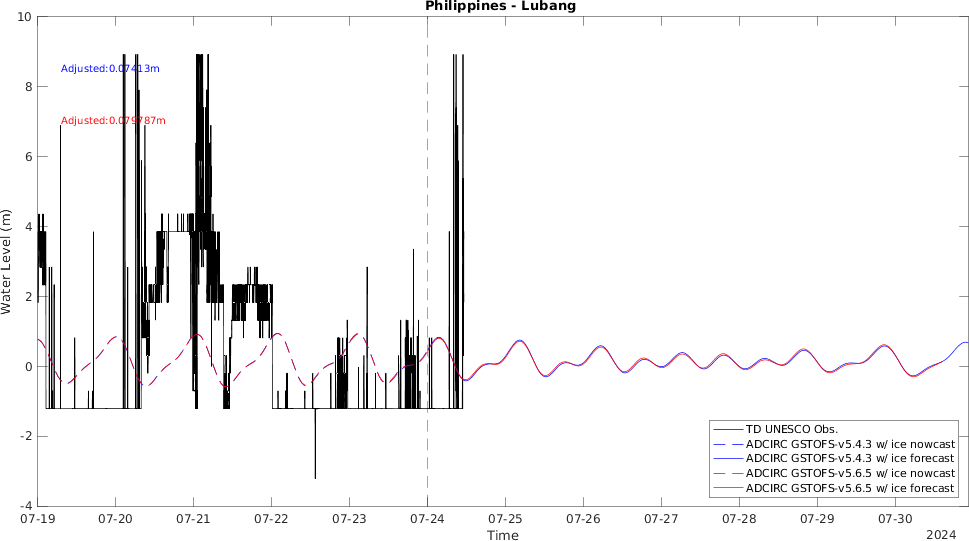 Philippines - Lubang
10
8
6
4
2
0
-2
-4
Water Level (m)
Adjusted:0.07413m
Adjusted:0.079787m
TD UNESCO Obs.
ADCIRC GSTOFS-v5.4.3 w/ ice nowcast
ADCIRC GSTOFS-v5.4.3 w/ ice forecast
ADCIRC GSTOFS-v5.6.5 w/ ice nowcast
ADCIRC GSTOFS-v5.6.5 w/ ice forecast
07-19 07-20 07-21 07-22 07-23 07-24 07-25 07-26 07-27 07-28 07-29 07-30
Time
2024